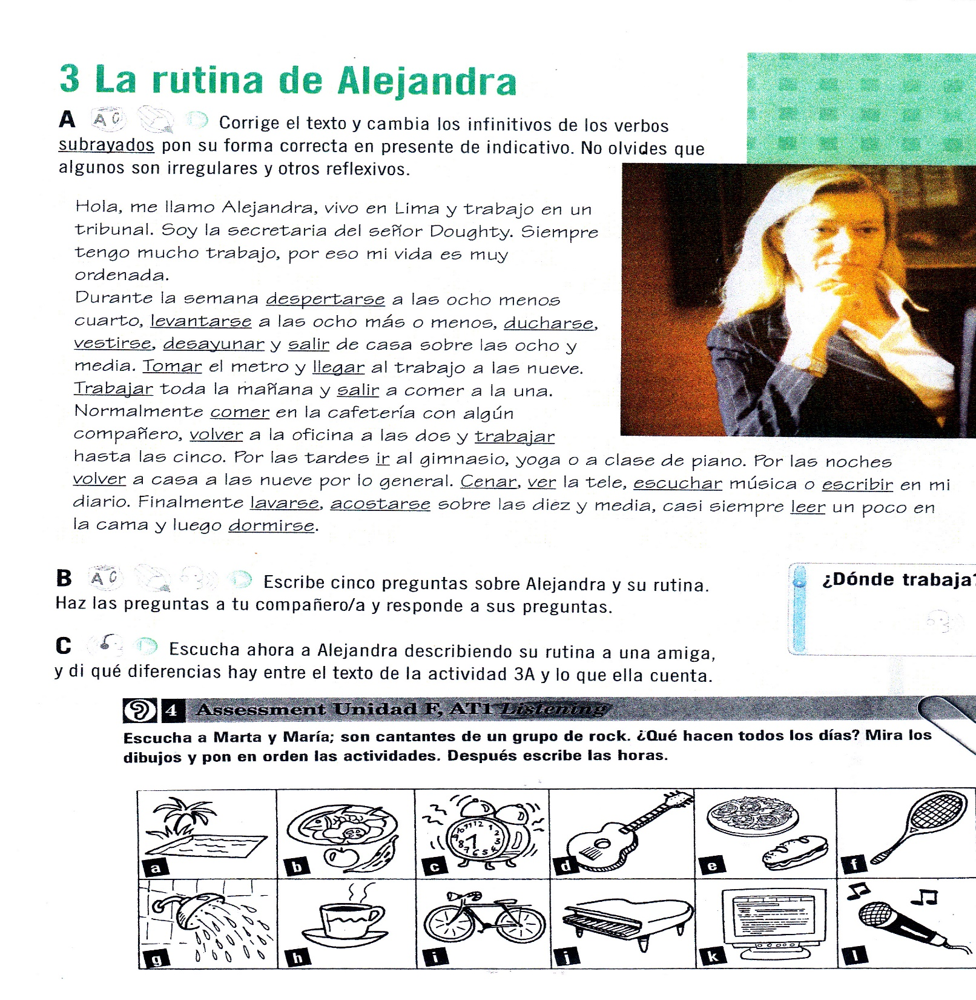 3 La rutina de Alejandra
A Corrige el texto y cambia los infinitivos de los verbos
subrayados pon su forma correcta en presente de indicativo. No olvides que
algunos son irregulares y otros reflexivos.
Hola, me llamo Alejandra, vivo en Lima y trabajo en un
tribunal. Soy la secretaria del señor Doughty. Siempre
tengo mucho trabajo, por eso mi vida es muy
ordenada.
Durante la semana despertarse a las ocho menos
cuarto, levantarse a las ocho más o menos, ducharse,
vestirse, desayunar y salir de casa sobre las ocho y
media. Tomar el metro y llegar al trabajo a las nueve.
Trabajar toda la mañana y salir a comer a la una.
Normalmente comer en la cafetería con algún
compañero, volver a la oficina a las dos y trabajar
hasta las cinco. Por las tardes ir al gimnasio, yoga o a clase de piano. Por las noches
volver a casa a las nueve por lo general. Cenar, ver la tele, escuchar música o escribir en mi
diario. Finalmente lavarse, acostarse sobre las diez y media, casi siempre leer un poco en
la cama y luego dormirse.
B Escribe cinco preguntas sobre Alejandra y su rutina.
Haz las preguntas a tu compañero/a y responde a sus preguntas.
¿Dónde trabaja?
C Escucha ahora a Alejandra describiendo su rutina a una amiga,
y di qué diferencias hay entre el texto de la actividad 3A y lo que ella cuenta.
4 Assessment Unidad F, AT1 Listening
Escucha a Marta y María; son cantantes de un grupo de rock. ¿Qué hacen todos los días? Mira los
dibujos y pon en orden las actividades. Después escribe las horas.
a b c d e f
g h i j k l